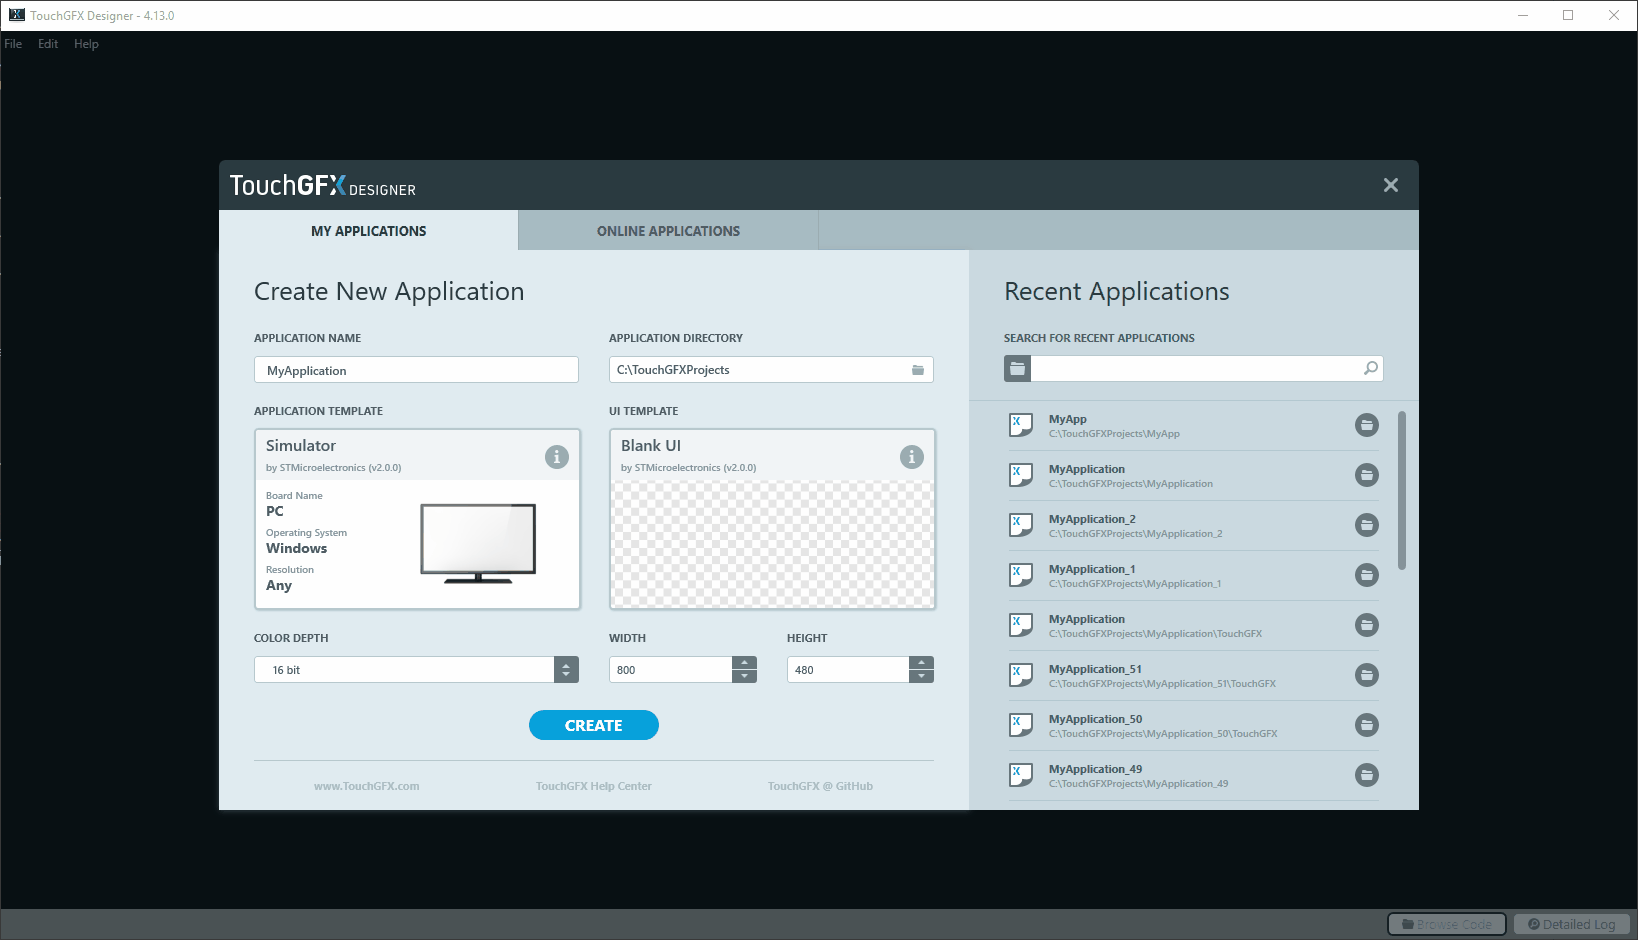 TouchGFX Designer - 4.13.0
File Edit Help
TouchGFX DESIGNER
MY APPLICATIONS
ONLINE APPLICATIONS
Create New Application
APPLICATION NAME
APPLICATION DIRECTORY
MyApplication
C:\TouchGFXProjects
APPLICATION TEMPLATE
UI TEMPLATE
Simulator
by STMicroelectronics (v2.0.0)
Board Name
PC
Operating System
Windows
Resolution
Any
Blank UI
by STMicroelectronics (v2.0.0)
COLOR DEPTH
WIDTH
HEIGHT
16 bit
800
480
CREATE
www.TouchGFX.com
TouchGFX Help Center
TouchGFX @ GitHub
Recent Applications
SEARCH FOR RECENT APPLICATIONS
MyApp
C:\TouchGFXProjects\MyApp
MyApplication
C:\TouchGFXProjects\MyApplication
MyApplication_2
C:\TouchGFXProjects\MyApplication_2
MyApplication_1
C:\TouchGFXProjects\MyApplication_1
MyApplication
C:\TouchGFXProjects\MyApplication\TouchGFX
MyApplication_51
C:\TouchGFXProjects\MyApplication_51\TouchGFX
MyApplication_50
C:\TouchGFXProjects\MyApplication_50\TouchGFX
MyApplication_49
C:\TouchGFXProjects\MyApplication_49
Browse Code
Detailed Log